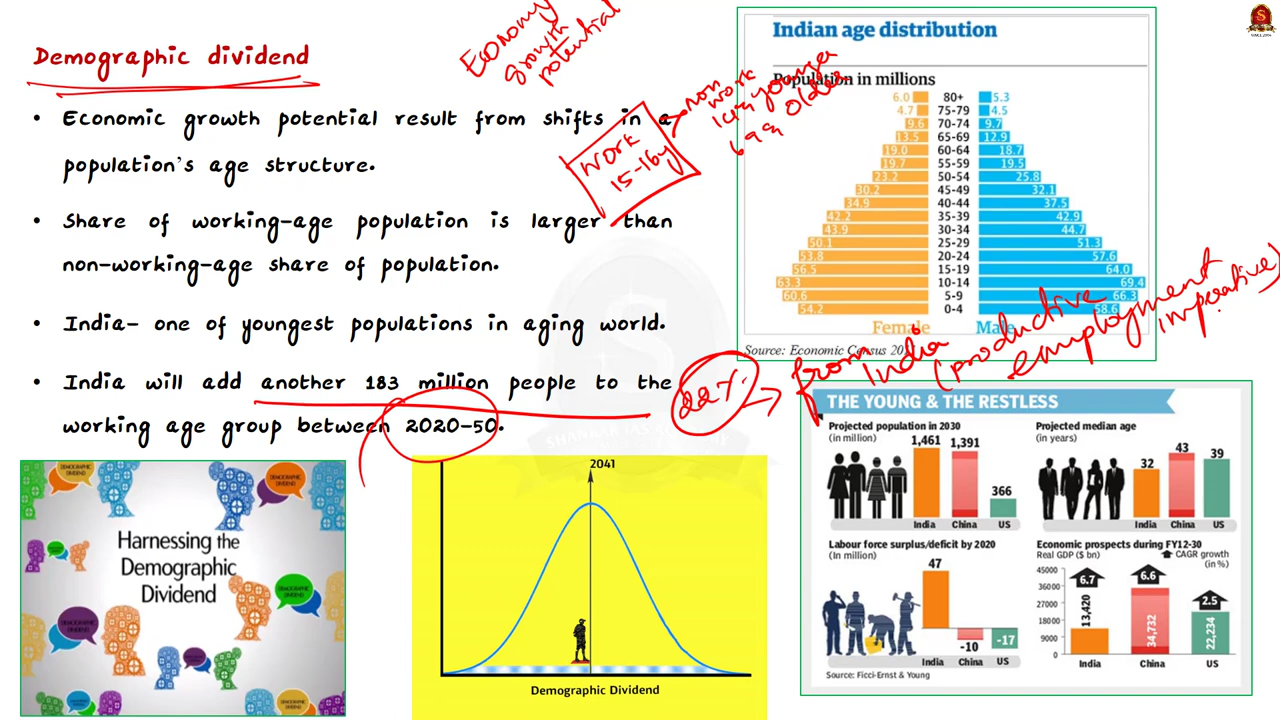 Demographic dividend
• Economic growth potential result from shifts in a
population's age structure.
• Share of working-age population is larger than
non-working-age share of population.
• India- one of youngest populations in aging world.
• India will add another 183 million people to the
working age group between 2020-50.
Economy
growth
potential
Work
15-16y
non
work
14y younger
older
22%
from
India
(productive
employment
imperative)
Indian age distribution
Population in millions
6.0 80+ 5.3
4.7 75-79 4.5
9.6 70-74 9.7
13.5 65-69 12.9
19.0 60-64 18.7
19.7 55-59 19.5
23.2 50-54 25.8
30.2 45-49 32.1
34.9 40-44 37.5
42.2 35-39 42.9
43.9 30-34 44.7
50.1 25-29 51.3
53.8 20-24 57.6
56.5 15-19 64.0
63.3 10-14 69.4
60.6 5-9 66.3
54.2 0-4 58.6
Female Male
Source: Economic Census
Harnessing the
Demographic
Dividend
2041
Demographic Dividend
THE YOUNG & THE RESTLESS
Projected population in 2030
(in million)
1,461 1,391 366
India China US
Projected median age
(in years)
32 43 39
India China US
Labour force surplus/deficit by 2020
(In million)
47
-10 -17
India China US
Economic prospects during FY12-30
Real GDP ($ bn) CAGR growth
(in %)
45000
36000
27000
18000
9000
0
6.7 6.6 2.5
13,420 34,732 22,234
India China US
Source: Ficci-Ernst & Young